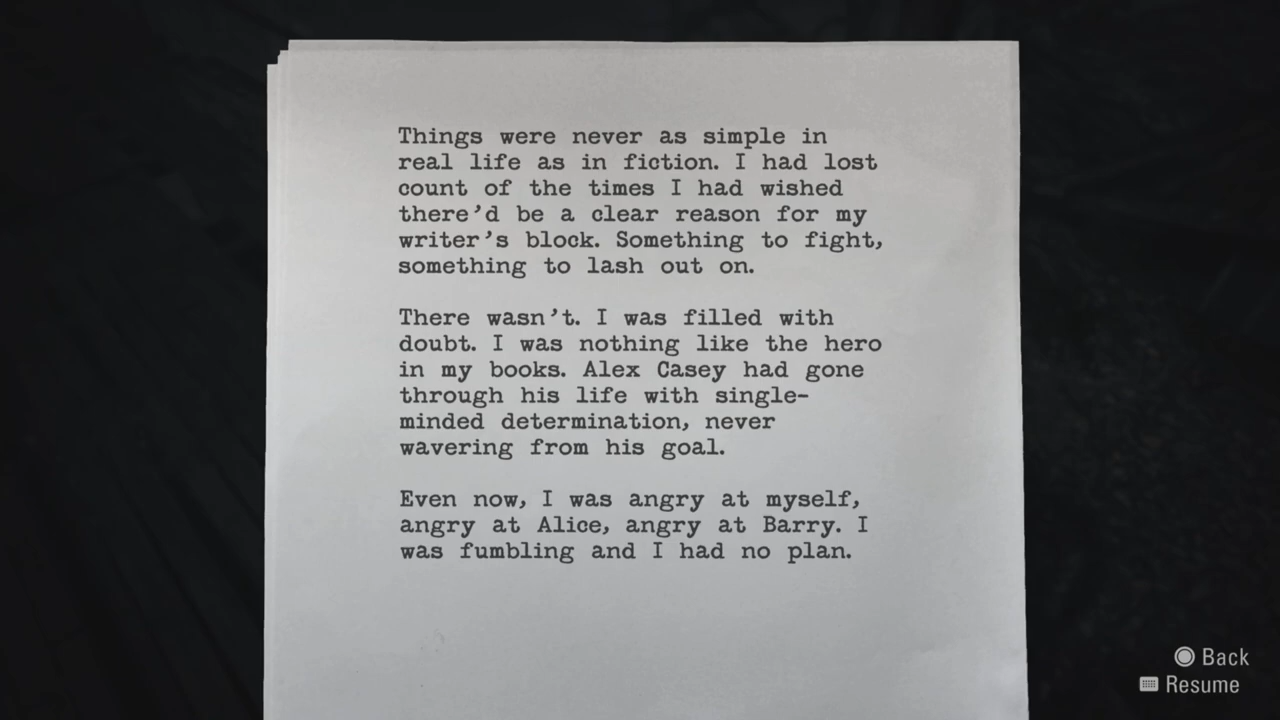 Things were never as simple in
real life as in fiction. I had lost
count of the times I had wished
there'd be a clear reason for my
writer's block. Something to fight,
something to lash out on.
There wasn't. I was filled with
doubt. I was nothing like the hero
in my books. Alex Casey had gone
through his life with single-
minded determination, never
wavering from his goal.
Even now, I was angry at myself,
angry at Alice, angry at Barry. I
was fumbling and I had no plan.
Back
Resume